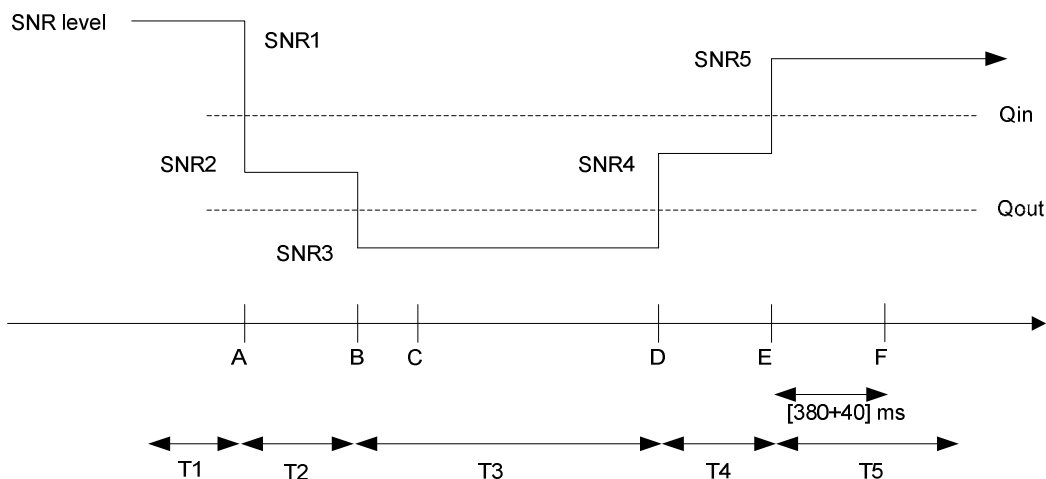 SNR level
SNR1
SNR5
Qin
SNR2
SNR4
Qout
SNR3
A
B
C
D
E
F
[380+40] ms
T1
T2
T3
T4
T5